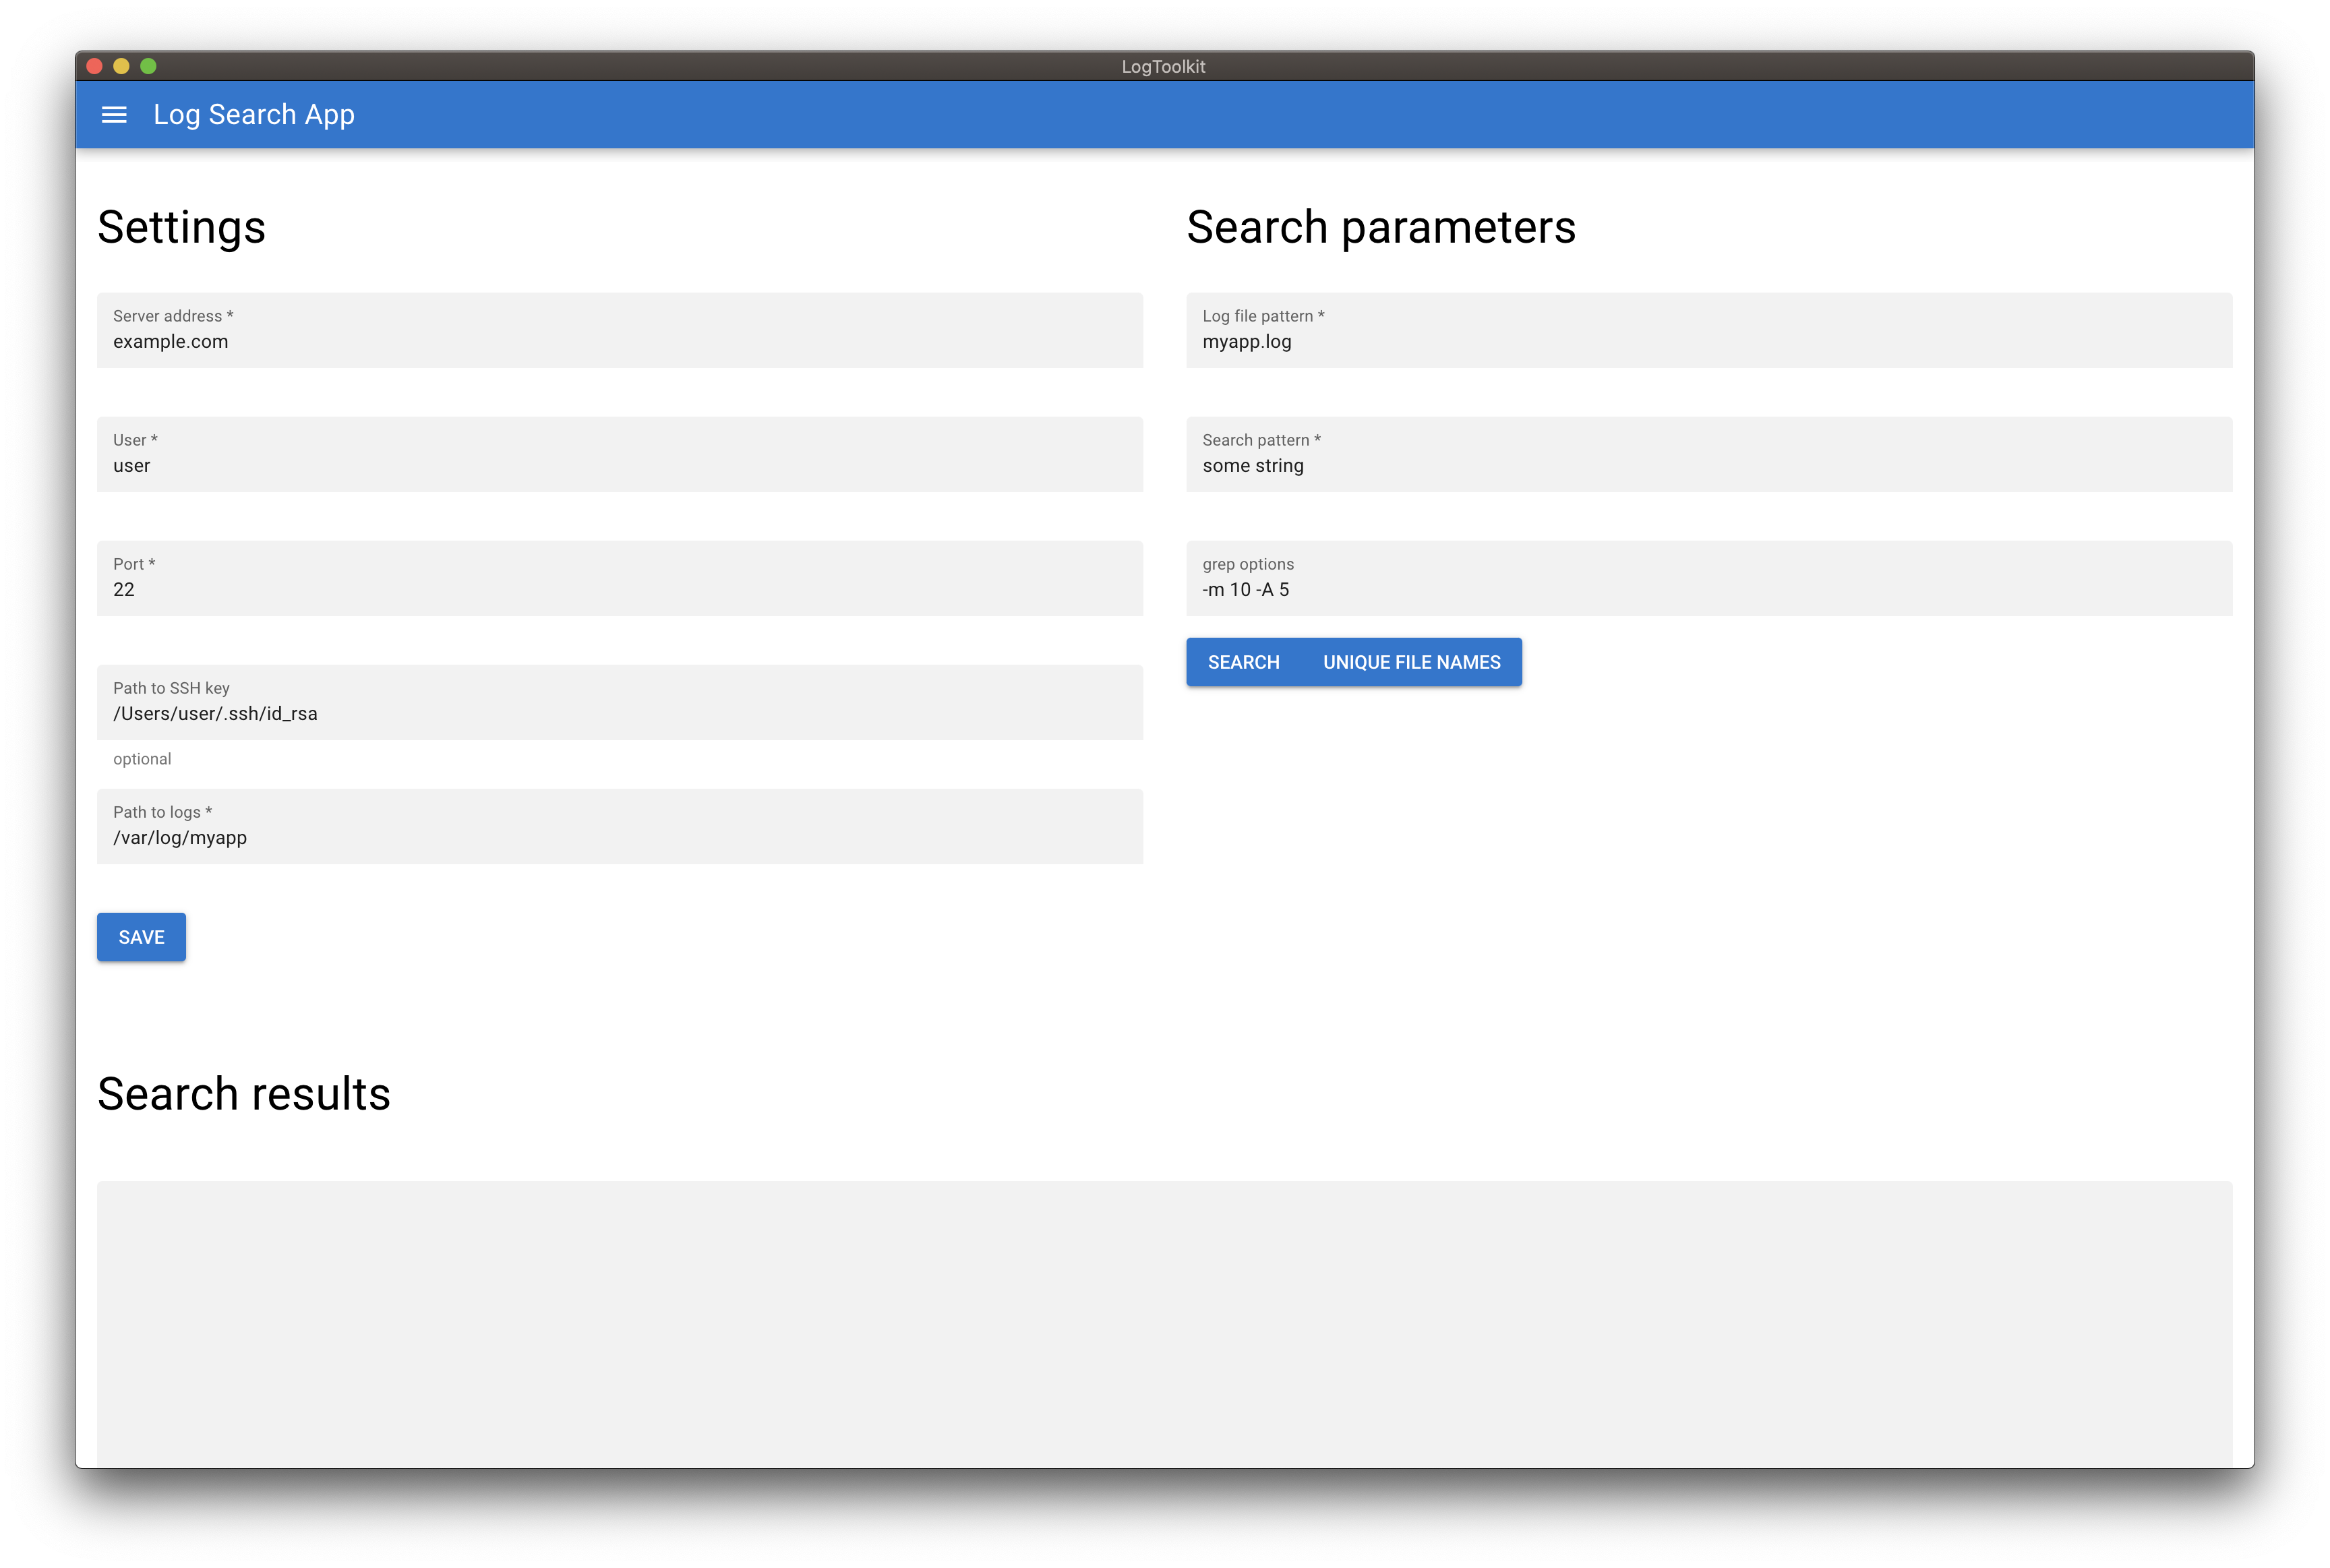 LogToolkit
Log Search App
Settings
Server address *
example.com
User *
user
Port *
22
Path to SSH key
/Users/user/.ssh/id_rsa
optional
Path to logs *
/var/log/myapp
SAVE
Search parameters
Log file pattern *
myapp.log
Search pattern *
some string
grep options
-m 10 -A 5
SEARCH
UNIQUE FILE NAMES
Search results